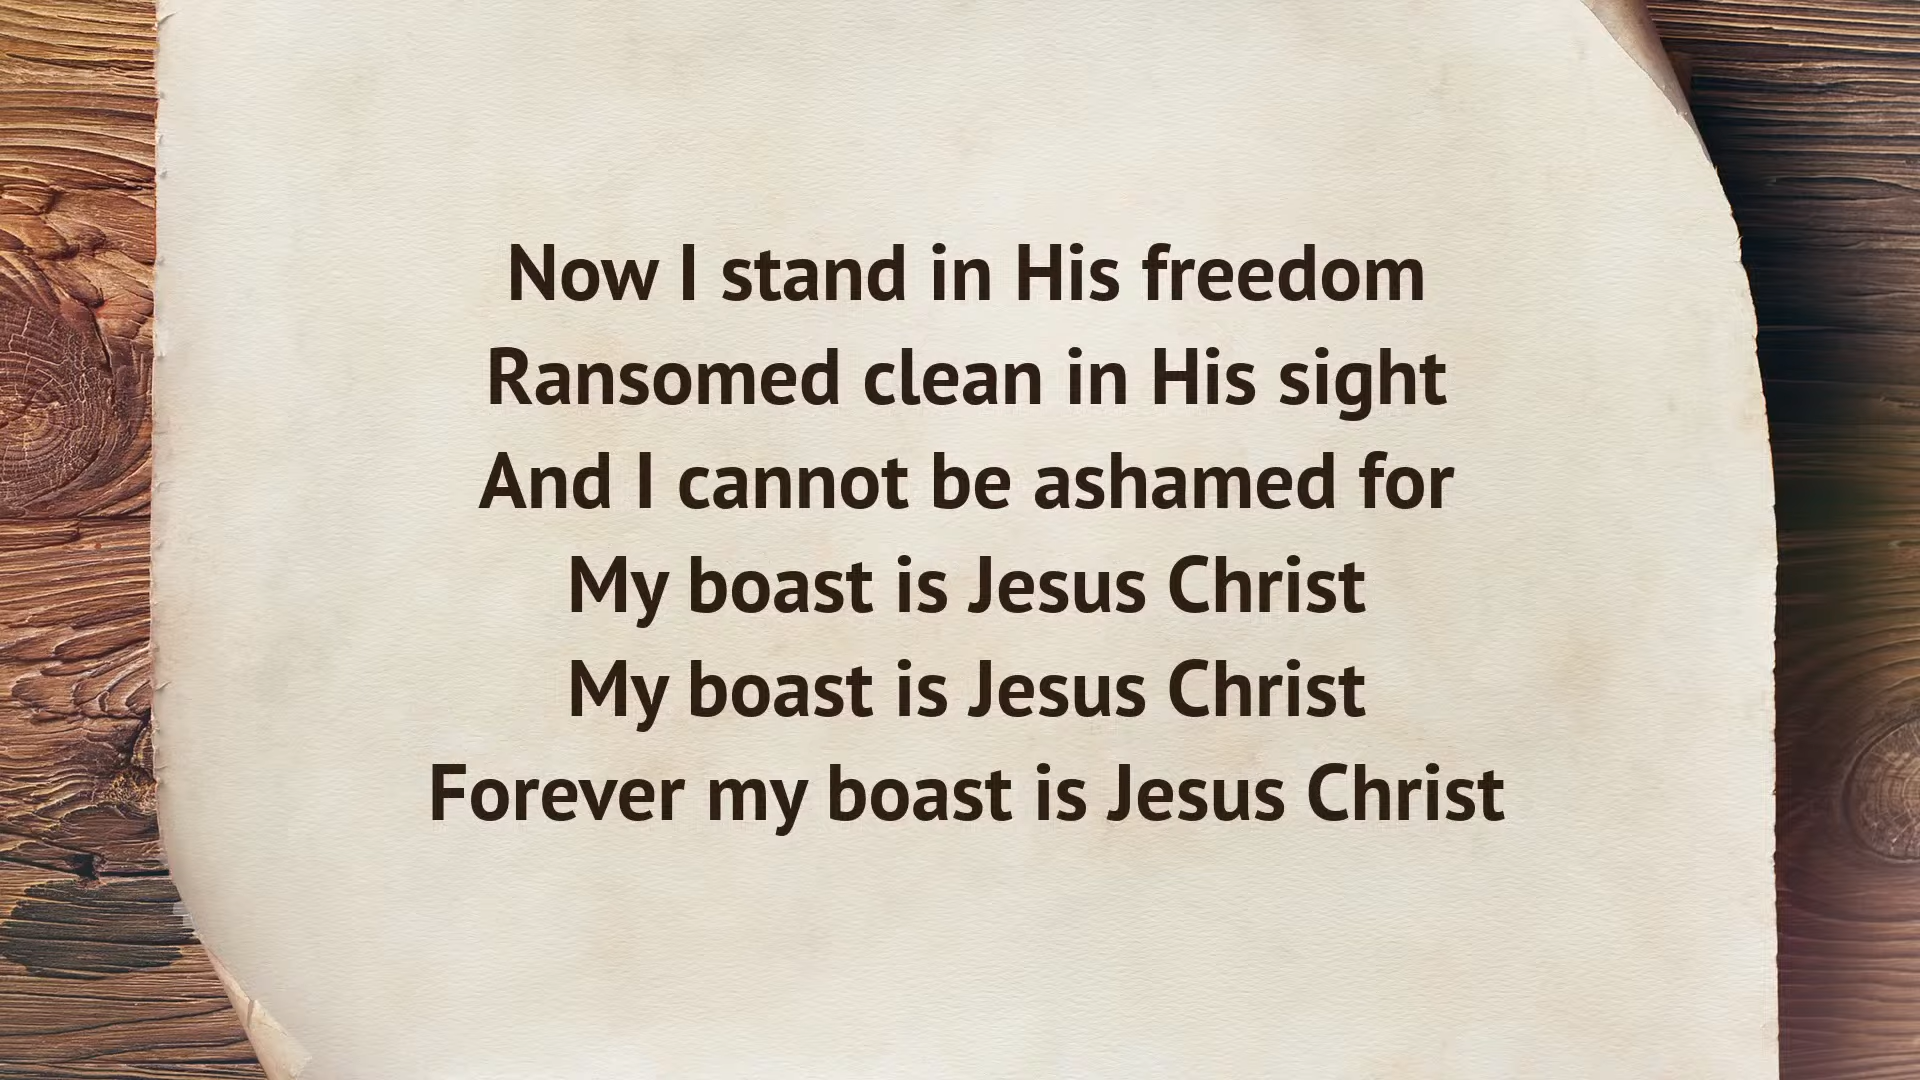 Now I stand in His freedom
Ransomed clean in His sight
And I cannot be ashamed for
My boast is Jesus Christ
My boast is Jesus Christ
Forever my boast is Jesus Christ